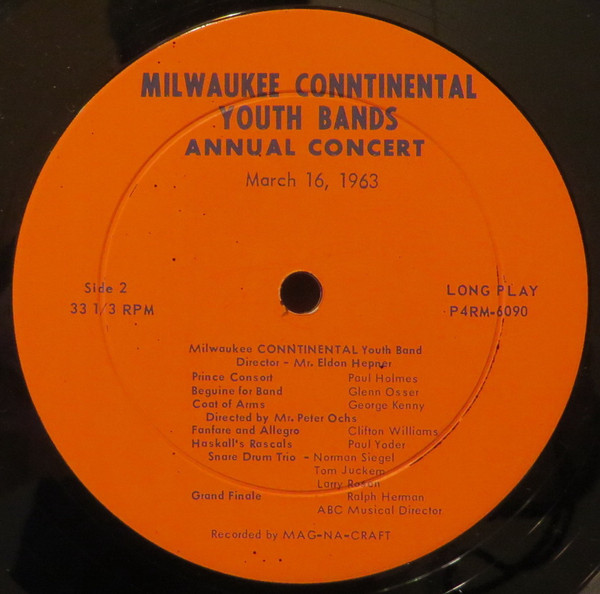 MILWAUKEE CONNTINENTAL
YOUTH BANDS
ANNUAL CONCERT
March 16, 1963
Side 2
33 1/3 RPM
LONG PLAY
P4RM-6090
Milwaukee CONNTINENTAL Youth Band
Director - Mr. Eldon Hepner
Prince Consort Paul Holmes
Beguine for Band Glenn Osser
Coat of Arms George Kenny
Directed by Mr. Peter Ochs
Fanfare and Allegro Clifton Williams
Haskall's Rascals Paul Yoder
Snare Drum Trio - Norman Siegel
Tom Juckem
Larry Rosen
Grand Finale Ralph Herman
ABC Musical Director
Recorded by MAG-NA-CRAFT